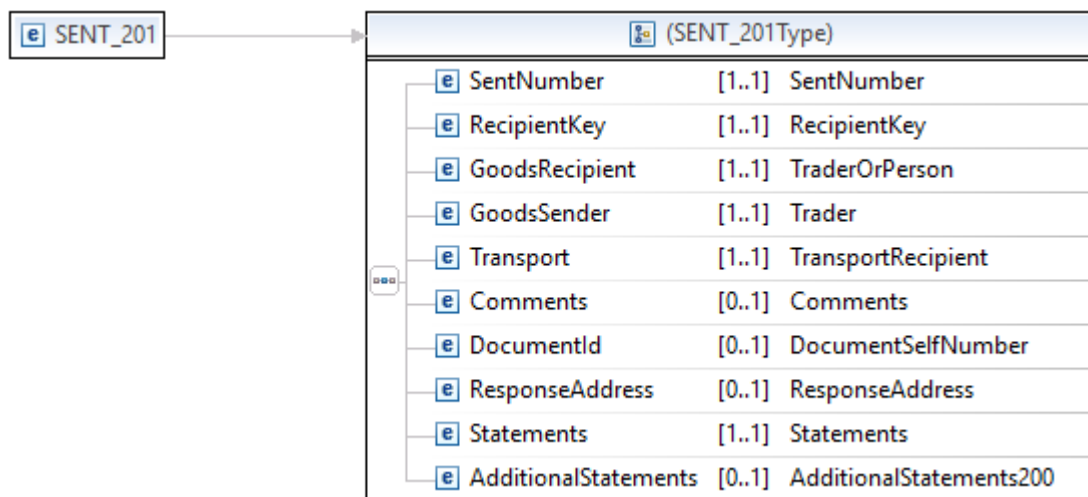 e SENT_201
(SENT_201Type)
e SentNumber [1..1] SentNumber
e RecipientKey [1..1] RecipientKey
e GoodsRecipient [1..1] TraderOrPerson
e GoodsSender [1..1] Trader
e Transport [1..1] TransportRecipient
e Comments [0..1] Comments
e DocumentId [0..1] DocumentSelfNumber
e ResponseAddress [0..1] ResponseAddress
e Statements [1..1] Statements
e AdditionalStatements [0..1] AdditionalStatements200